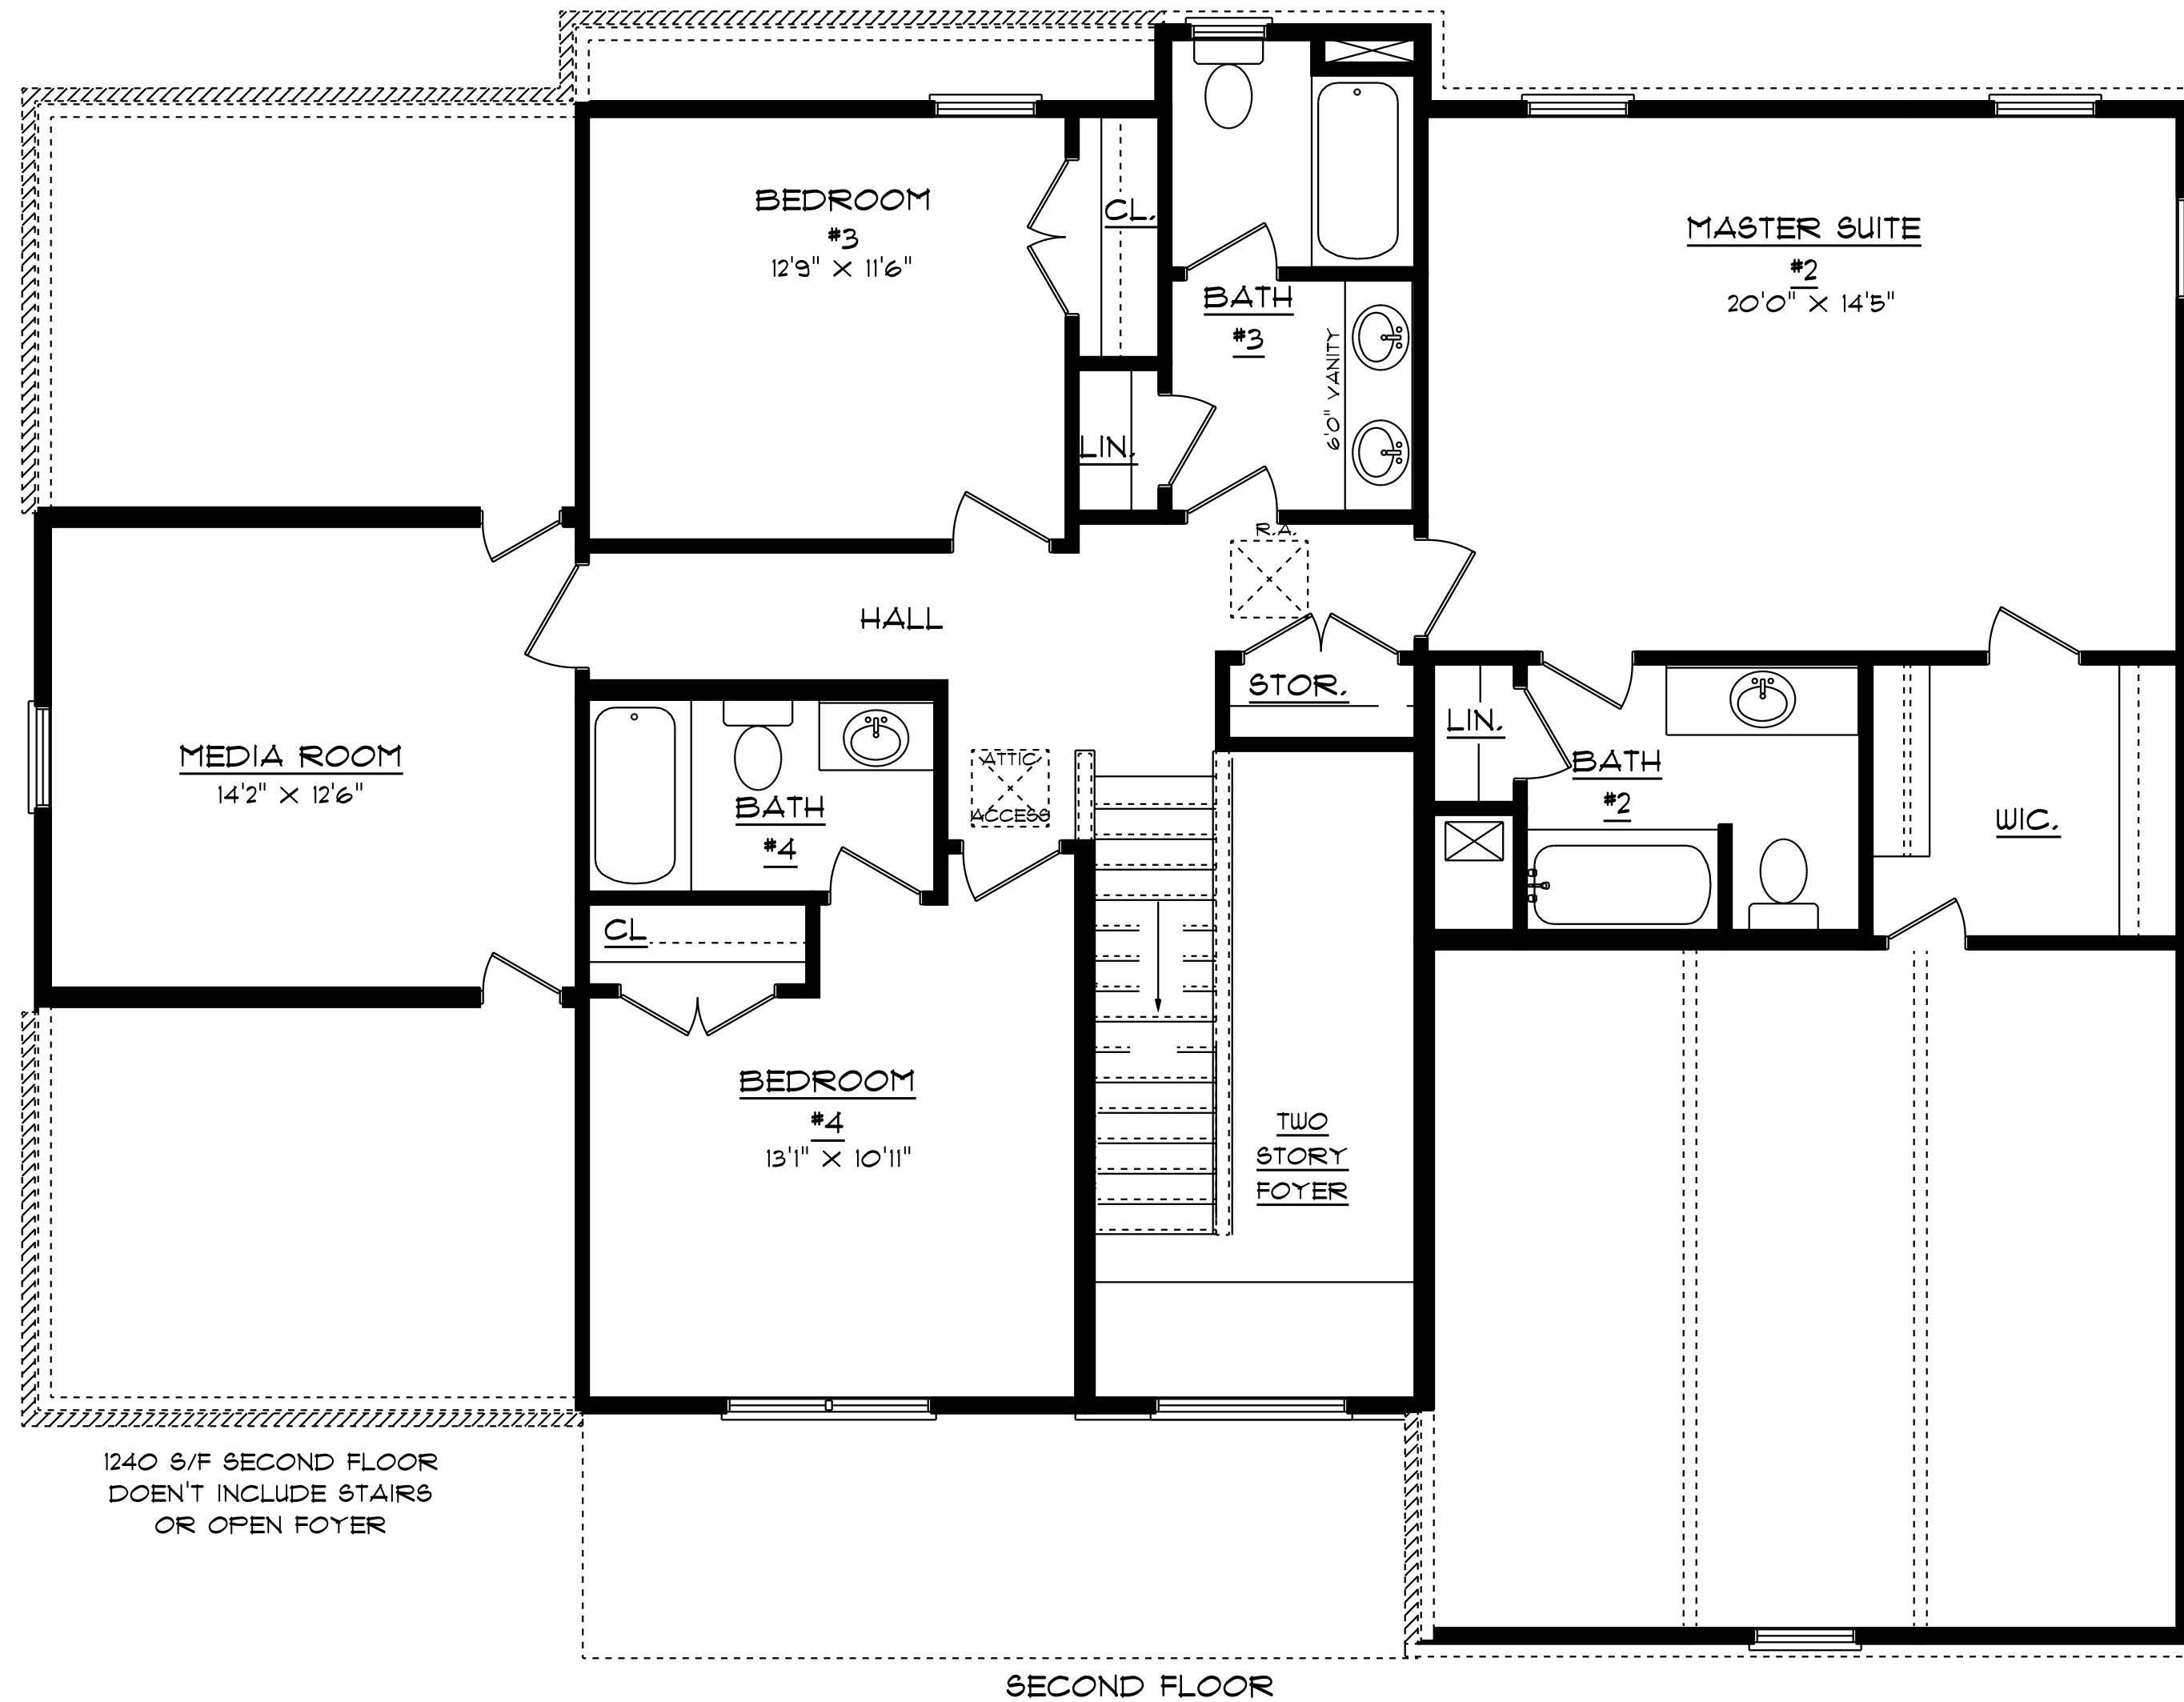 BEDROOM
#3
12'9" X 11'6"
CL.
LIN.
BATH
#3
6'0" VANITY
MASTER SUITE
#2
20'0" X 14'5"
R.A.
HALL
STOR.
MEDIA ROOM
14'2" X 12'6"
BATH
#4
ATTIC
ACCESS
LIN.
BATH
#2
WIC.
CL
BEDROOM
#4
13'1" X 10'11"
TWO
STORY
FOYER
1240 S/F SECOND FLOOR
DOEN'T INCLUDE STAIRS
OR OPEN FOYER
SECOND FLOOR